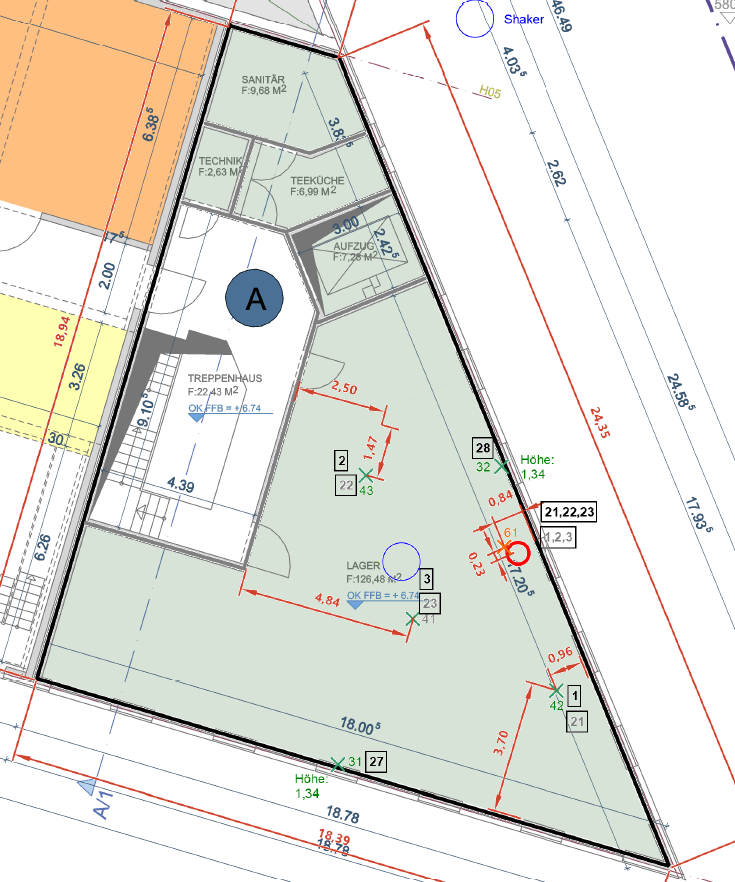 Shaker
4.03⁵
46.49
580
H05
SANITÄR
F:9,68 M²
3.8
6.38⁵
TECHNIK
F:2,63 M²
TEEKÜCHE
F:6,99 M²
2.62
17⁵
3.00
2.42⁵
AUFZUG
F:7,28 M²
2.00
A
18,94
3.26
TREPPENHAUS
F:22,43 M²
OK FFB = + 6.74
9.10⁵
2,50
24.58⁵
24,35
1,47
30
2
22
43
28
32
Höhe:
1,34
4.39
0,84
21,22,23
1,2,3
61
17.93⁵
6.26
0,23
7.20⁵
LAGER
F:126,48 M²
OK FFB = + 6.74
3
23
41
4.84
0,96
1
42
21
3,70
18.00⁵
31
27
Höhe:
1,34
A/1
18.78
18,39
18.78